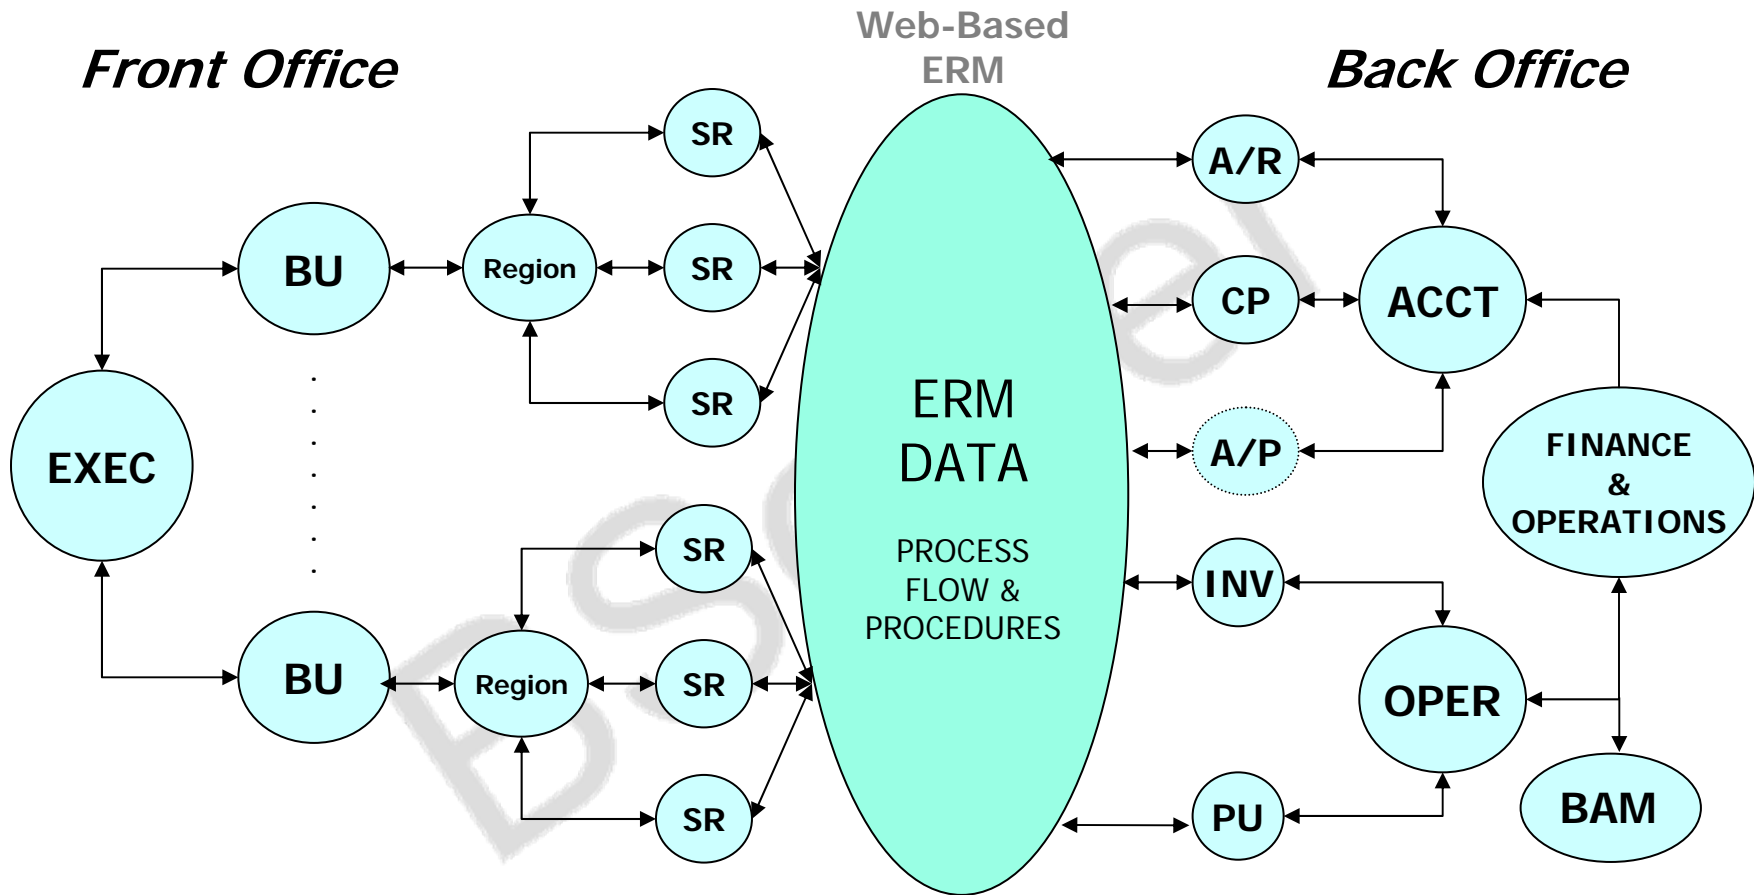 Web-Based
ERM
Front Office
Back Office
SR
SR
SR
Region
BU
EXEC
BU
Region
SR
SR
SR
ERM
DATA
PROCESS
FLOW &
PROCEDURES
A/R
CP
A/P
INV
PU
ACCT
OPER
FINANCE
&
OPERATIONS
BAM